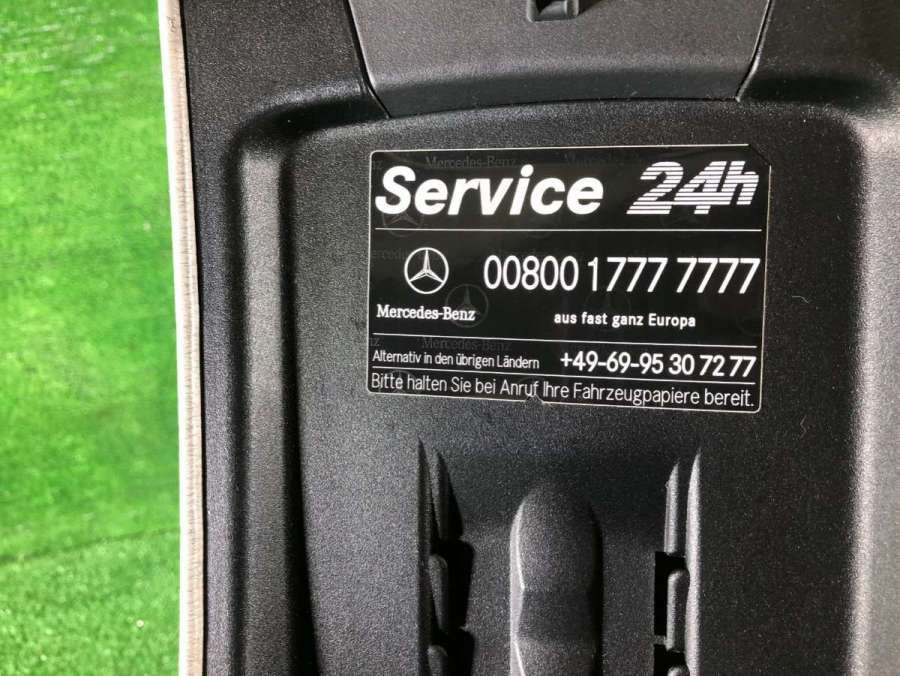 Service 24h
00800 1777 7777
Mercedes-Benz
aus fast ganz Europa
Alternativ in den übrigen Ländern +49-69-95 30 72 77
Bitte halten Sie bei Anruf Ihre Fahrzeugpapiere bereit.